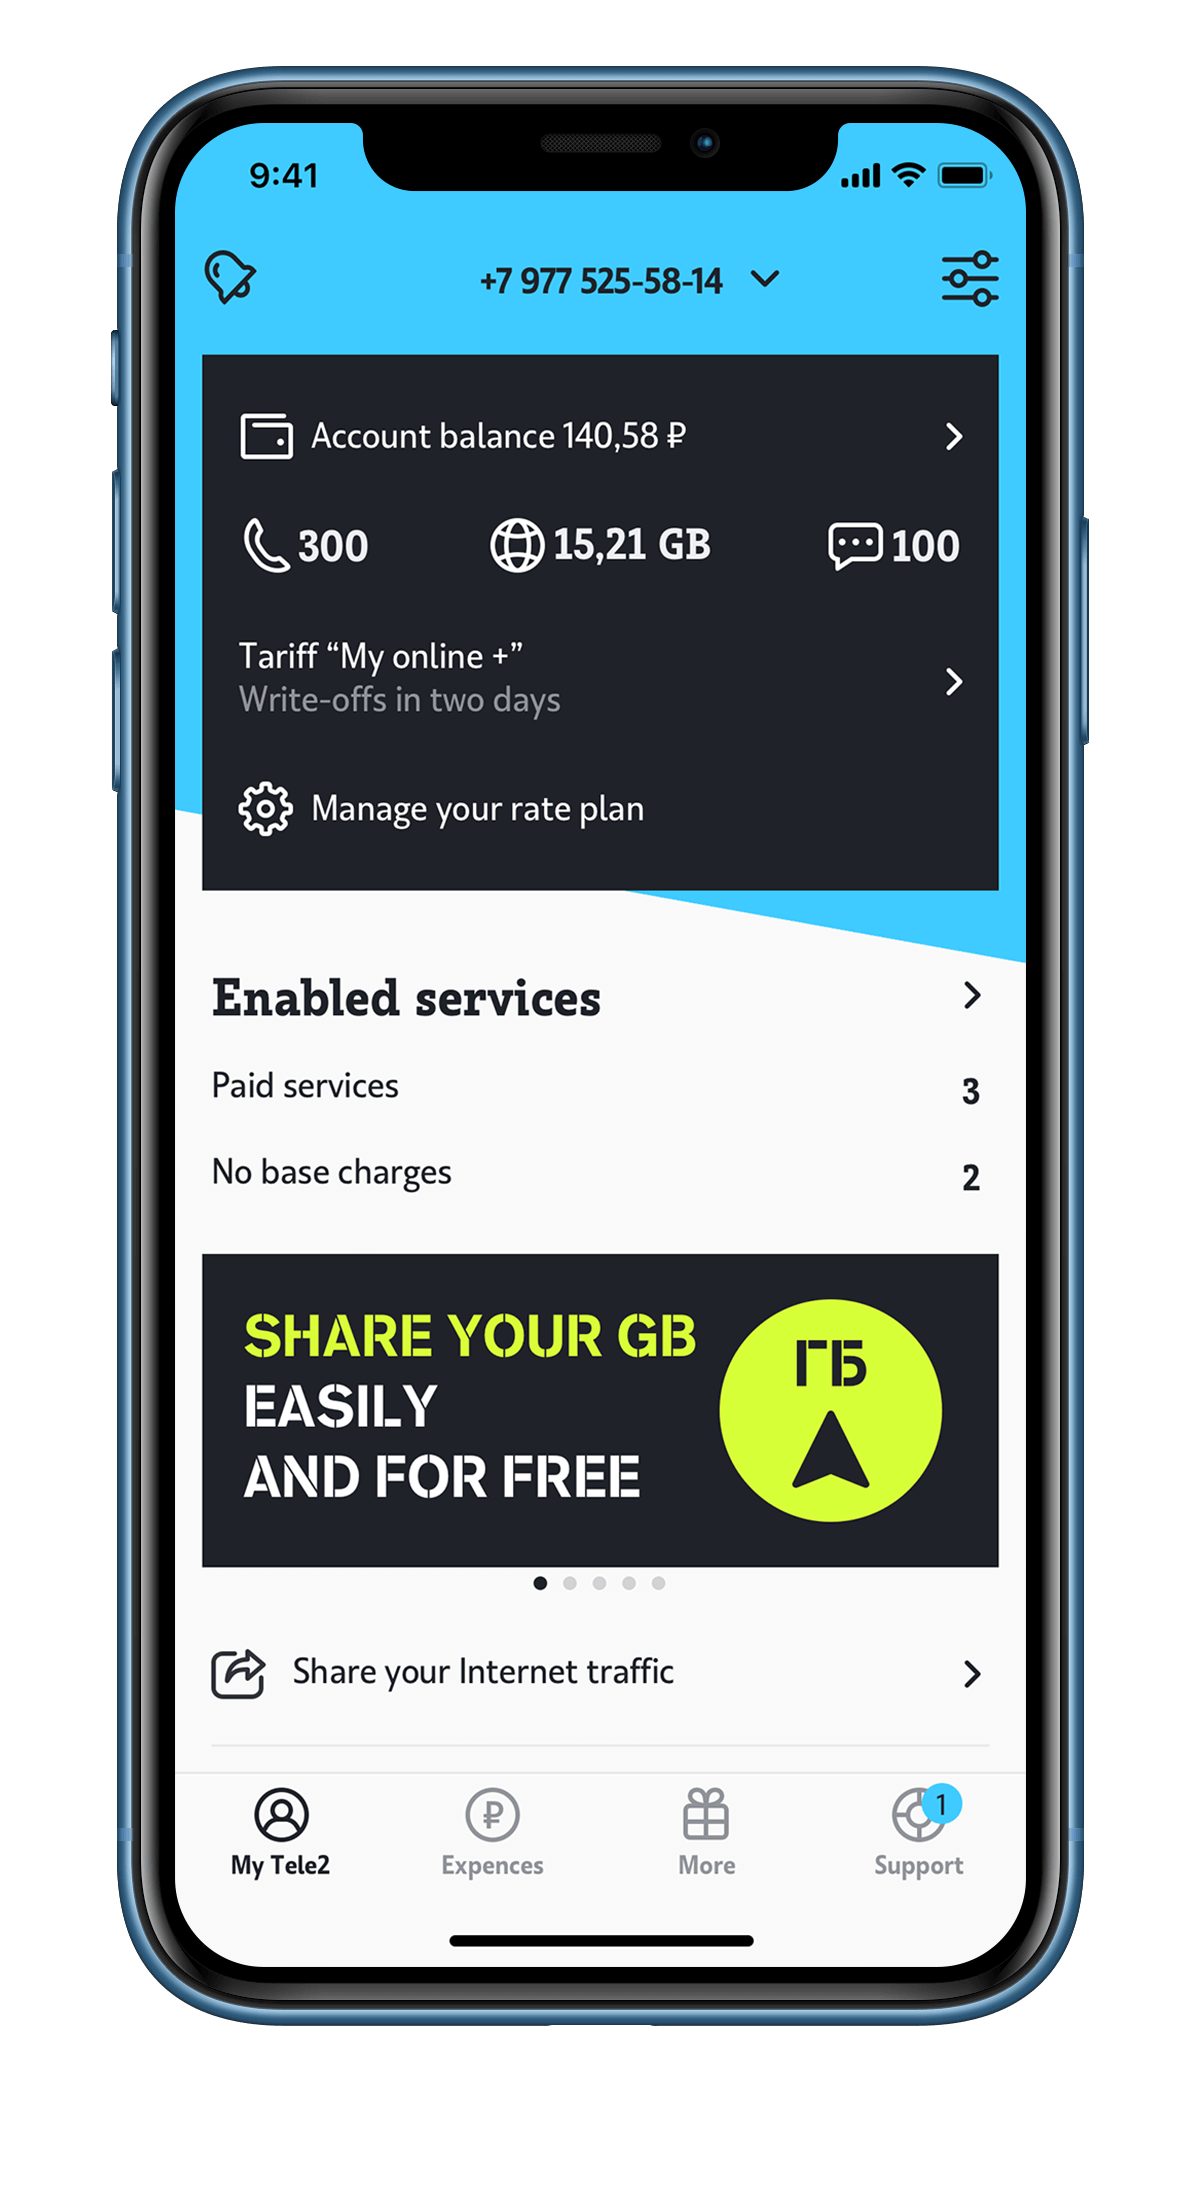 9:41
+7 977 525-58-14
Account balance 140,58 ₽
300
15,21 GB
100
Tariff “My online +”
Write-offs in two days
Manage your rate plan
Enabled services
Paid services 3
No base charges 2
SHARE YOUR GB
EASILY
AND FOR FREE
ГБ
Share your Internet traffic
1
My Tele2
Expences
More
Support